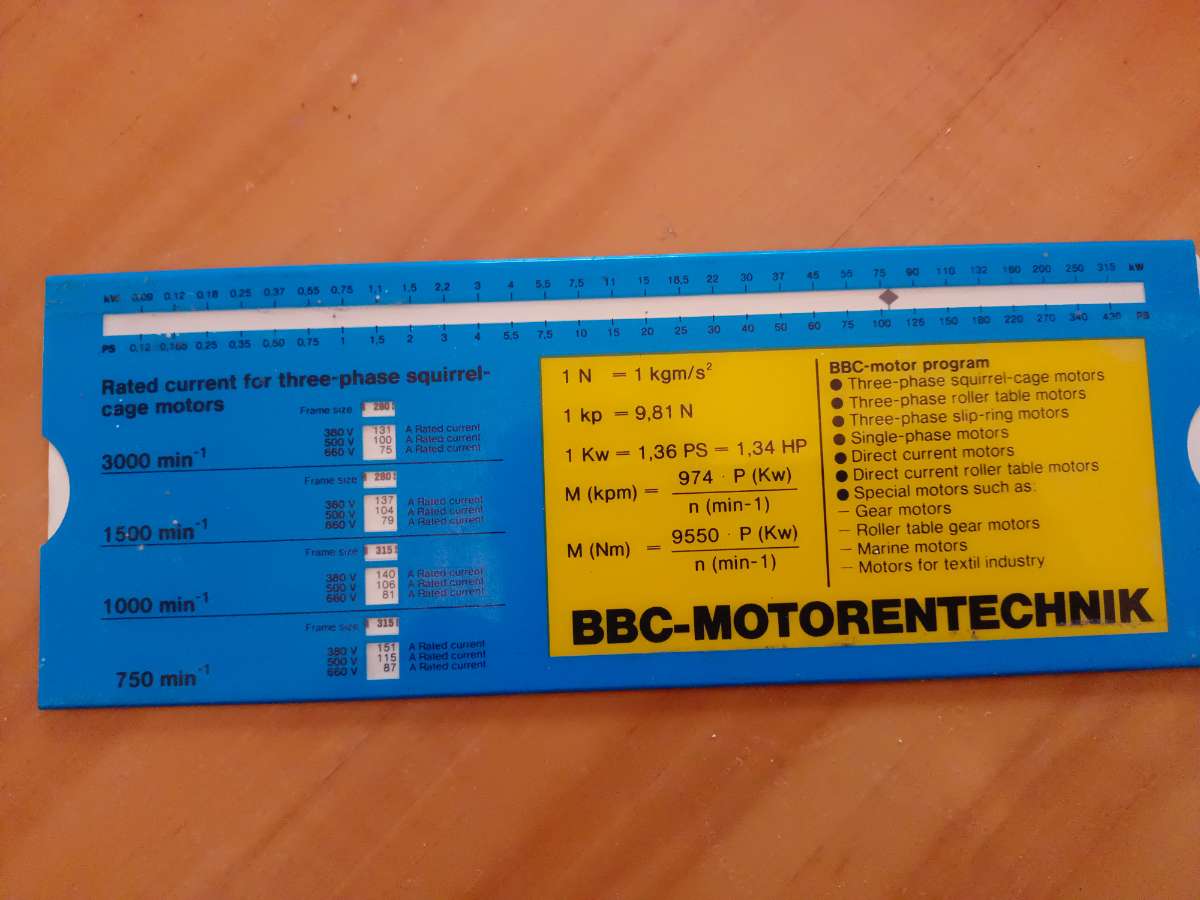 kW 0,09 0,12 0,18 0,25 0,37 0,55 0,75 1,1 1,5 2,2 3 4 5,5 7,5 11 15 18,5 22 30 37 45 55 75 90 110 132 160 200 250 315 kW
PS 0,12 0,165 0,25 0,35 0,50 0,75 1 1,5 2 3 4 5,5 7,5 10 15 20 25 30 40 50 60 75 100 125 150 180 220 270 340 430 PS
Rated current for three-phase squirrel-
cage motors
Frame size 280
3000 min-1
380 V 131 A Rated current
500 V 100 A Rated current
660 V 75 A Rated current
Frame size 280
1500 min-1
380 V 137 A Rated current
500 V 104 A Rated current
660 V 79 A Rated current
Frame size 315
1000 min-1
380 V 140 A Rated current
500 V 106 A Rated current
660 V 81 A Rated current
Frame size 315
750 min-1
380 V 151 A Rated current
500 V 115 A Rated current
660 V 87 A Rated current
1 N = 1 kgm/s²
1 kp = 9,81 N
1 Kw = 1,36 PS = 1,34 HP
M (kpm) = 974 · P (Kw)
n (min-1)
M (Nm) = 9550 · P (Kw)
n (min-1)
BBC-motor program
● Three-phase squirrel-cage motors
● Three-phase roller table motors
● Three-phase slip-ring motors
● Single-phase motors
● Direct current motors
● Direct current roller table motors
● Special motors such as:
– Gear motors
– Roller table gear motors
– Marine motors
– Motors for textil industry
BBC-MOTORENTECHNIK